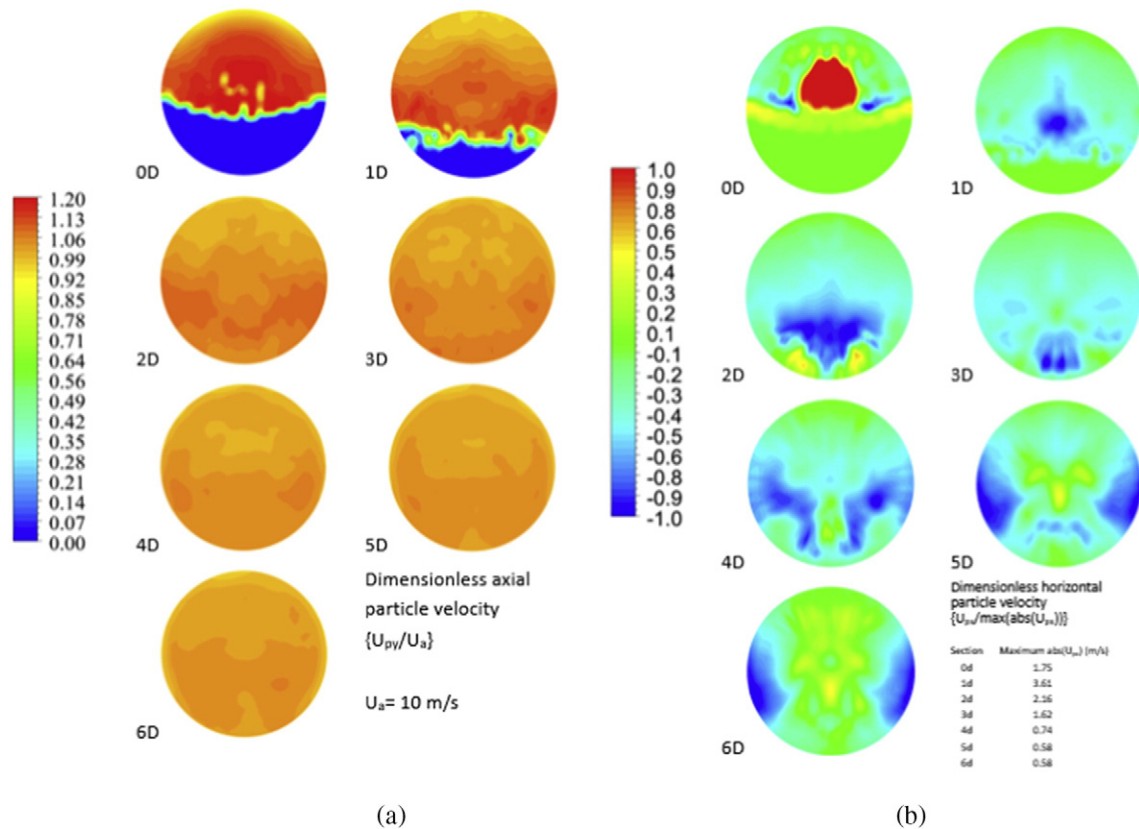 0D
1D
2D
3D
4D
5D
6D
1.20
1.13
1.06
0.99
0.92
0.85
0.78
0.71
0.64
0.56
0.49
0.42
0.35
0.28
0.21
0.14
0.07
0.00
Dimensionless axial
particle velocity
{Upy/Ua}
Ua= 10 m/s
(a)
0D
1D
2D
3D
4D
5D
6D
1.0
0.9
0.8
0.6
0.5
0.4
0.3
0.2
0.1
-0.1
-0.2
-0.3
-0.4
-0.5
-0.6
-0.8
-0.9
-1.0
Dimensionless horizontal
particle velocity
{Upx/max(abs(Upx))}
Section Maximum abs(Upx) (m/s)
0d 1.75
1d 3.61
2d 2.16
3d 1.62
4d 0.74
5d 0.58
6d 0.58
(b)